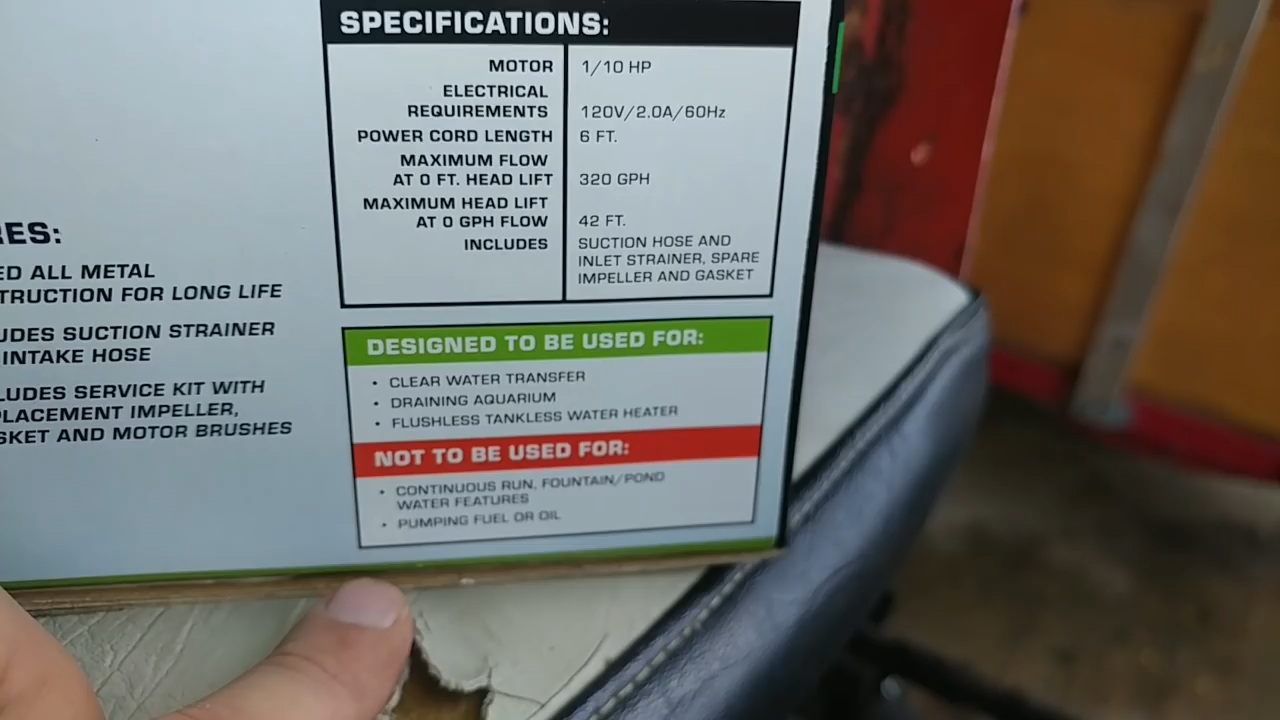 SPECIFICATIONS:
MOTOR 1/10 HP
ELECTRICAL
REQUIREMENTS 120V/2.0A/60Hz
POWER CORD LENGTH 6 FT.
MAXIMUM FLOW
AT 0 FT. HEAD LIFT 320 GPH
MAXIMUM HEAD LIFT
AT 0 GPH FLOW 42 FT.
INCLUDES SUCTION HOSE AND
INLET STRAINER, SPARE
IMPELLER AND GASKET
RES:
ED ALL METAL
TRUCTION FOR LONG LIFE
UDES SUCTION STRAINER
INTAKE HOSE
LUDES SERVICE KIT WITH
PLACEMENT IMPELLER,
SKET AND MOTOR BRUSHES
DESIGNED TO BE USED FOR:
• CLEAR WATER TRANSFER
• DRAINING AQUARIUM
• FLUSHLESS TANKLESS WATER HEATER
NOT TO BE USED FOR:
• CONTINUOUS RUN, FOUNTAIN/POND
WATER FEATURES
• PUMPING FUEL OR OIL